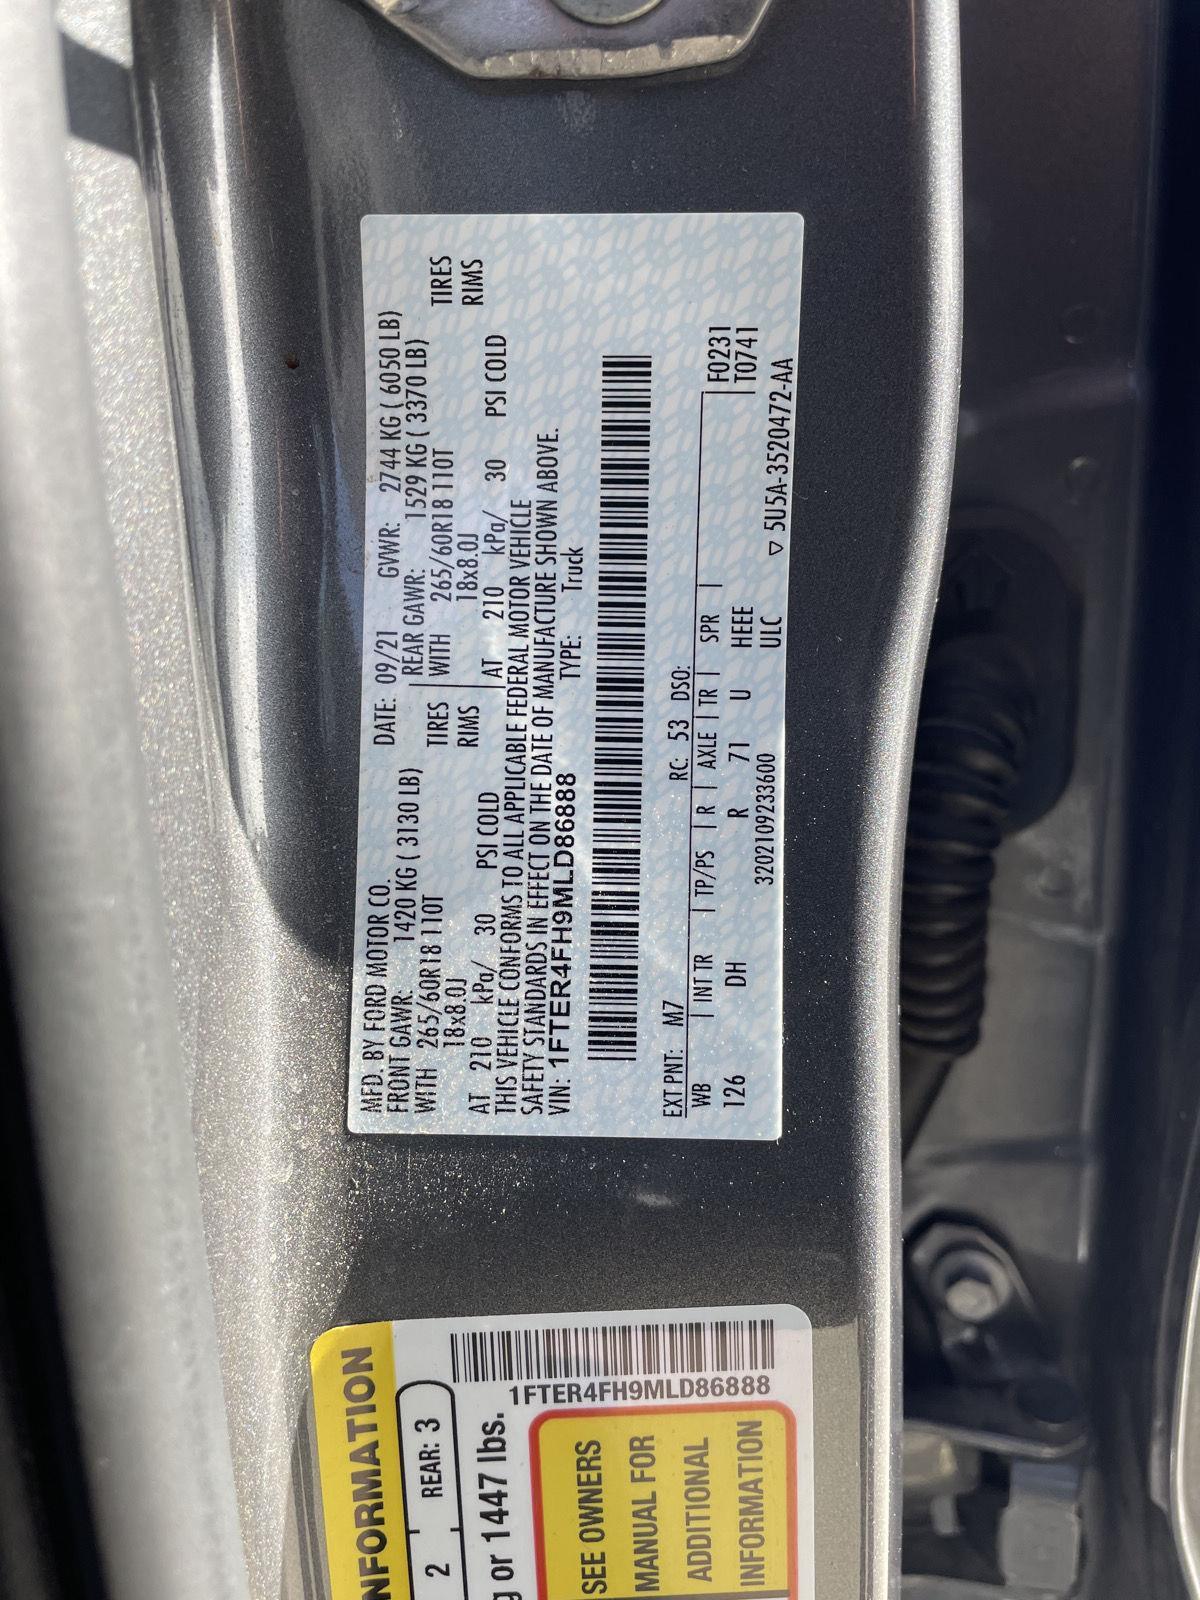 MFD. BY FORD MOTOR CO. DATE: 09/21 GVWR: 2744 KG ( 6050 LB)
FRONT GAWR: 1420 KG ( 3130 LB) REAR GAWR: 1529 KG ( 3370 LB)
WITH 265/60R18 110T TIRES WITH 265/60R18 110T TIRES
18x8.0J RIMS 18x8.0J RIMS
AT 210 kPa/ 30 PSI COLD AT 210 kPa/ 30 PSI COLD
THIS VEHICLE CONFORMS TO ALL APPLICABLE FEDERAL MOTOR VEHICLE
SAFETY STANDARDS IN EFFECT ON THE DATE OF MANUFACTURE SHOWN ABOVE.
VIN: 1FTER4FH9MLD86888 TYPE: Truck
EXT PNT: M7 RC: 53 DSO:
WB | INT TR | TP/PS | R | AXLE | TR | SPR | F0231
126 DH R 71 U HEEE T0741
3202109233600 ULC ▽ 5U5A-3520472-AA
INFORMATION
2 REAR: 3
1FTER4FH9MLD86888
g or 1447 lbs.
SEE OWNERS
MANUAL FOR
ADDITIONAL
INFORMATION